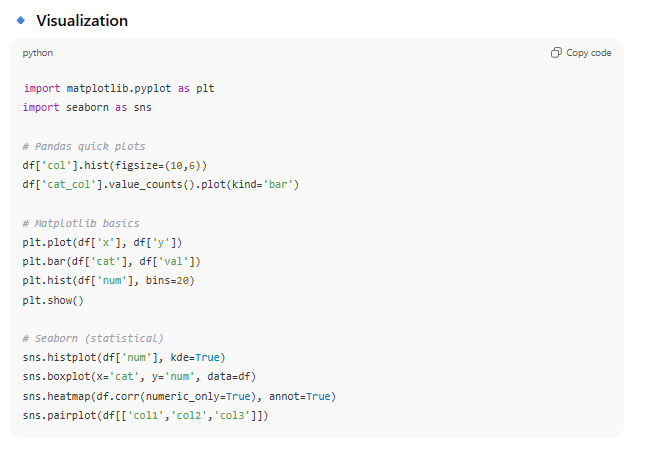 Visualization
python
Copy code
import matplotlib.pyplot as plt
import seaborn as sns
# Pandas quick plots
df['col'].hist(figsize=(10,6))
df['cat_col'].value_counts().plot(kind='bar')
# Matplotlib basics
plt.plot(df['x'], df['y'])
plt.bar(df['cat'], df['val'])
plt.hist(df['num'], bins=20)
plt.show()
# Seaborn (statistical)
sns.histplot(df['num'], kde=True)
sns.boxplot(x='cat', y='num', data=df)
sns.heatmap(df.corr(numeric_only=True), annot=True)
sns.pairplot(df[['col1','col2','col3']])